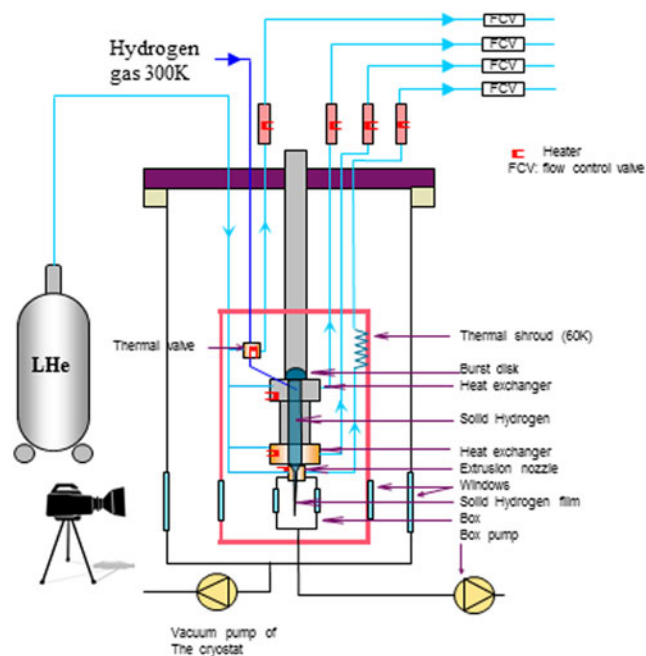 FCV
FCV
FCV
FCV
Hydrogen
gas 300K
Heater
FCV: flow control valve
Thermal valve
Thermal shroud (60K)
Burst disk
Heat exchanger
LHe
Solid Hydrogen
Heat exchanger
Extrusion nozzle
Windows
Solid Hydrogen film
Box
Box pump
Vacuum pump of
The cryostat